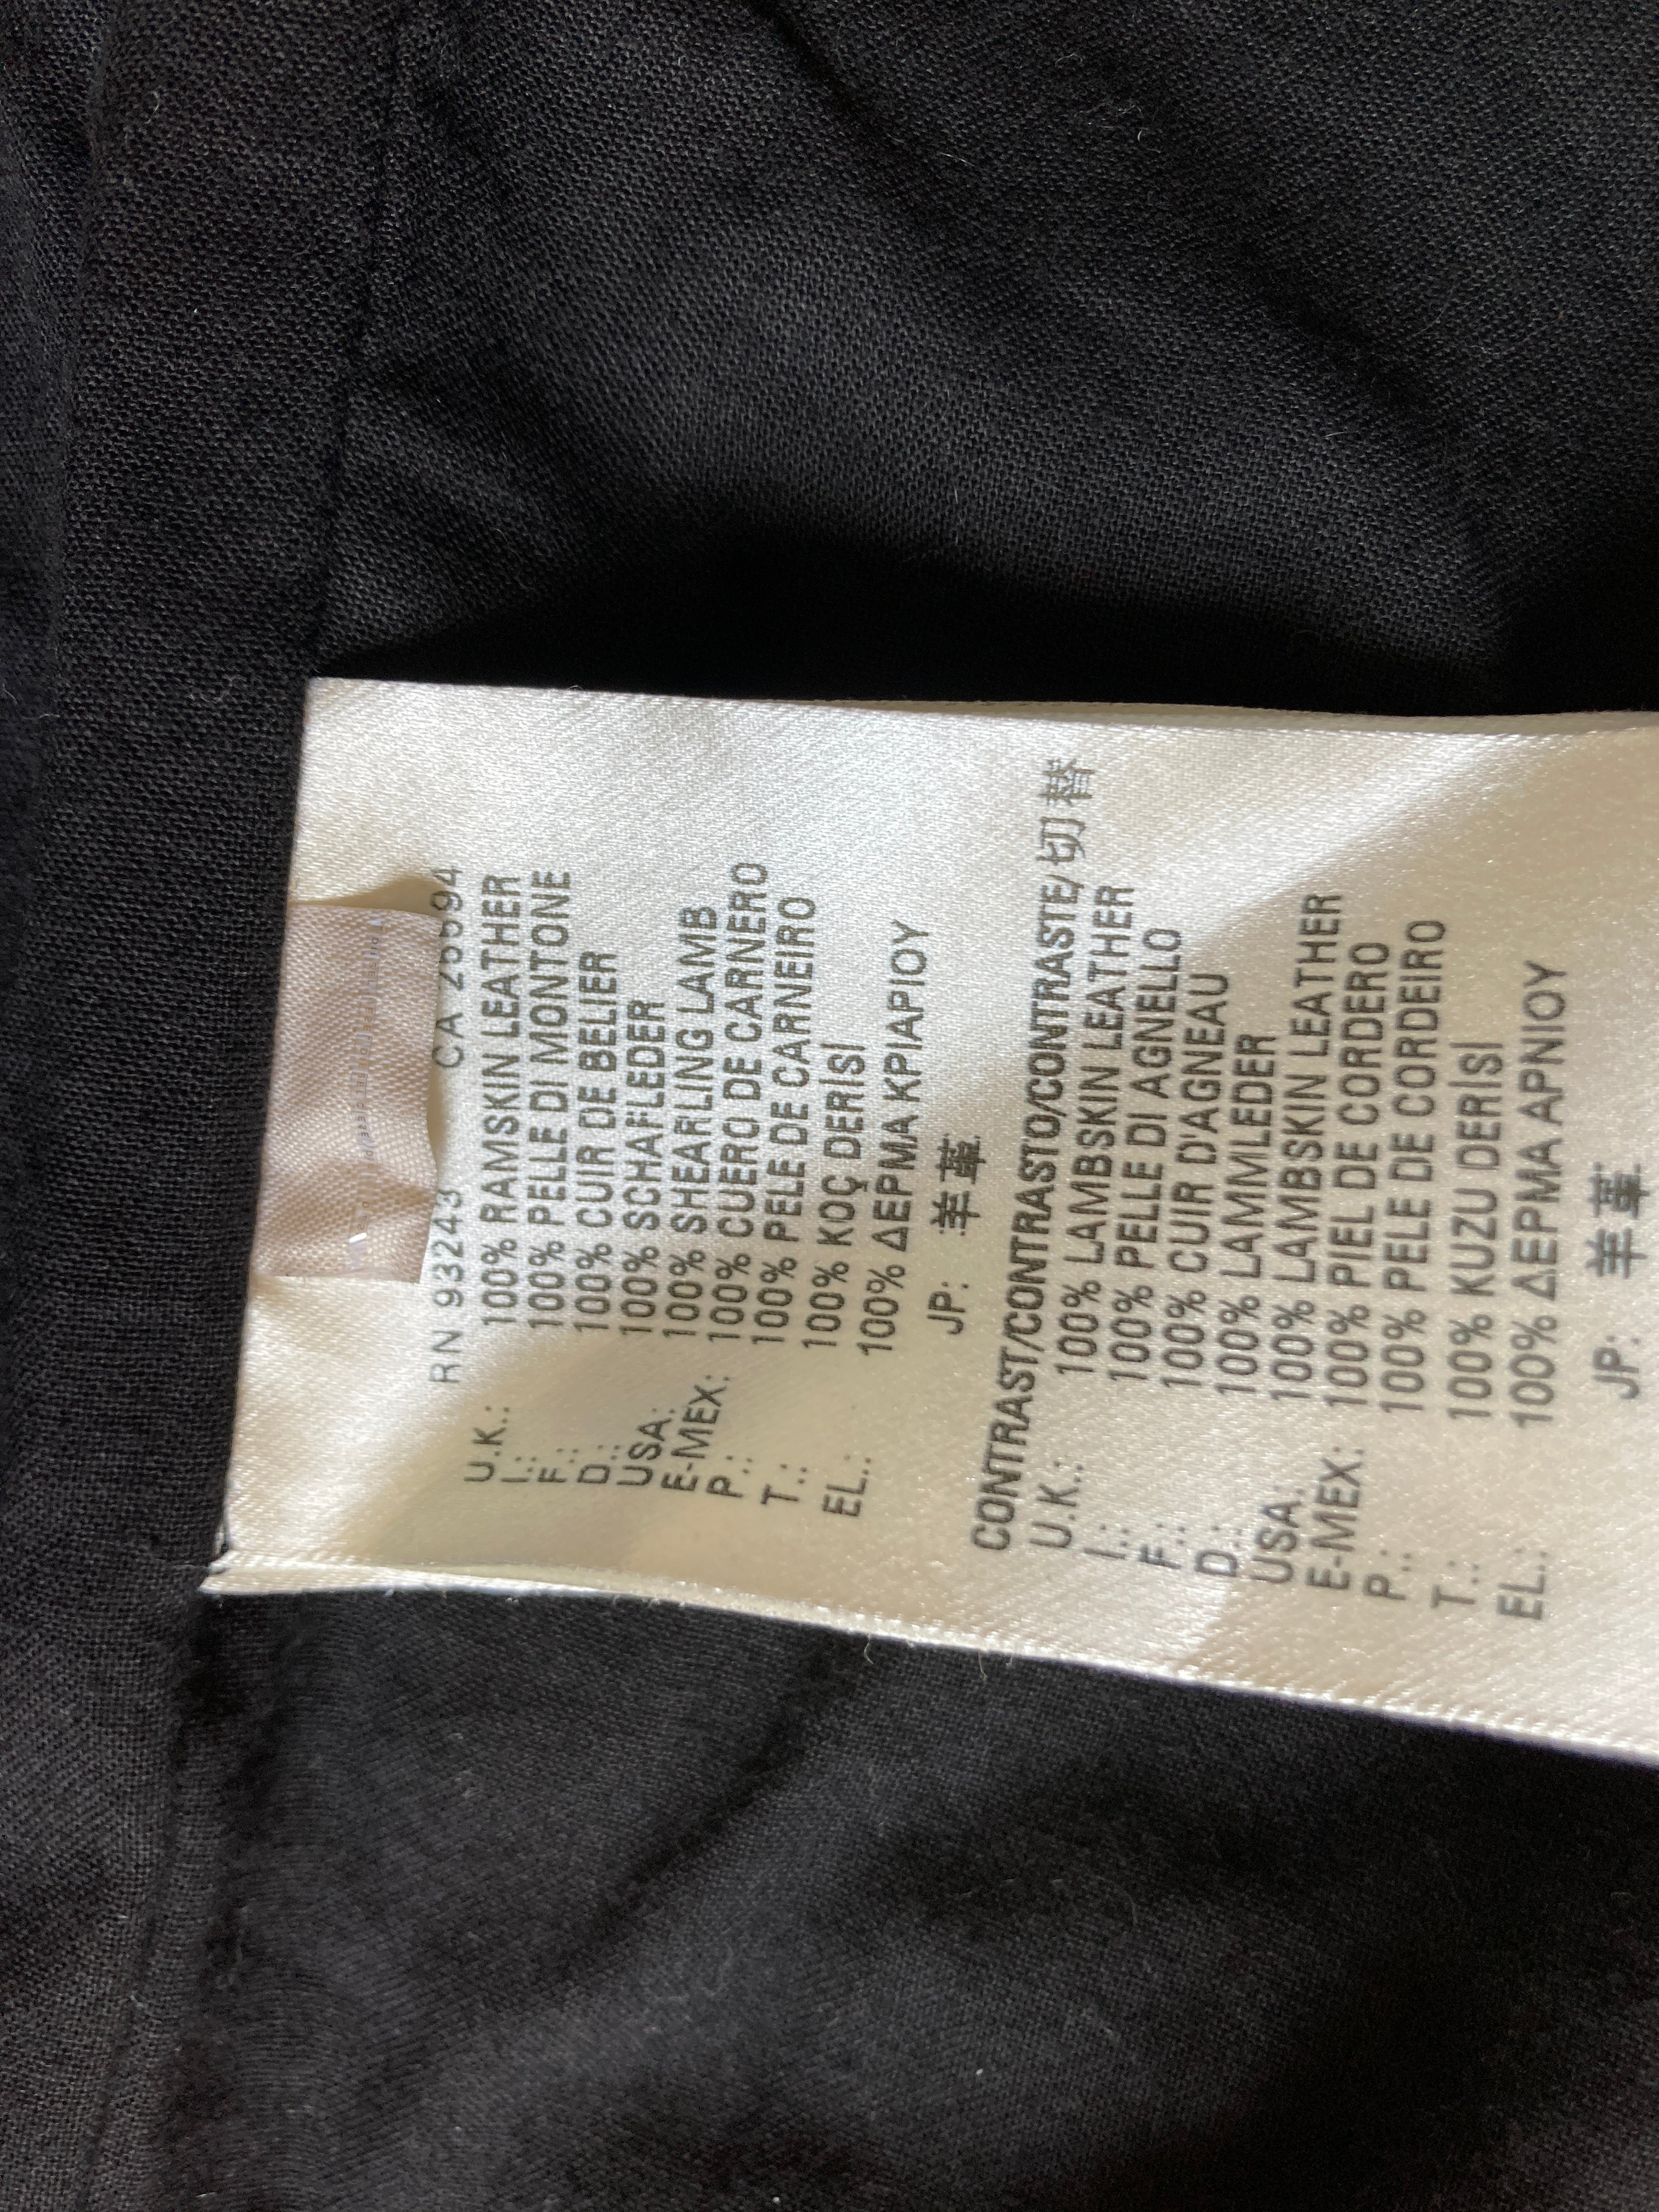 RN 93243 CA
U.K.: 100% RAMSKIN LEATHER
I.: 100% PELLE DI MONTONE
F.: 100% CUIR DE BELIER
D.: 100% SCHAFLEDER
USA.: 100% SHEARLING LAMB
E-MEX: 100% CUERO DE CARNERO
P.: 100% PELE DE CARNEIRO
T.: 100% KOÇ DERİSİ
EL.: 100% ΔΕΡΜΑ ΚΡΙΑΡΙΟΥ
JP: 羊革
CONTRAST/CONTRASTO/CONTRASTE/切替
U.K.: 100% LAMBSKIN LEATHER
I.: 100% PELLE DI AGNELLO
F.: 100% CUIR D'AGNEAU
D.: 100% LAMMLEDER
USA.: 100% LAMBSKIN LEATHER
E-MEX: 100% PIEL DE CORDERO
P.: 100% PELE DE CORDEIRO
T.: 100% KUZU DERİSİ
EL.: 100% ΔΕΡΜΑ ΑΡΝΙΟΥ
JP: 羊革